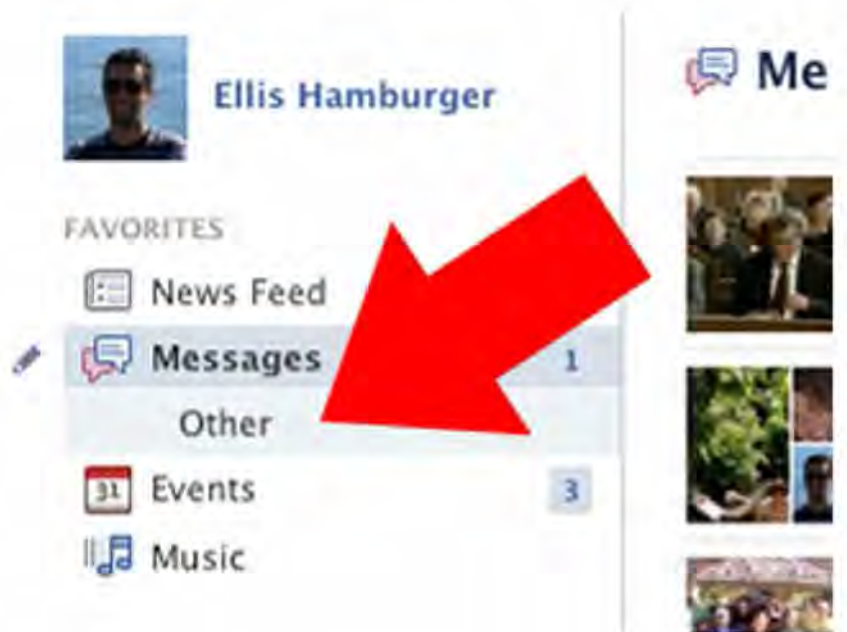 Ellis Hamburger
Me
FAVORITES
News Feed
Messages 1
Other
31 Events 3
Music